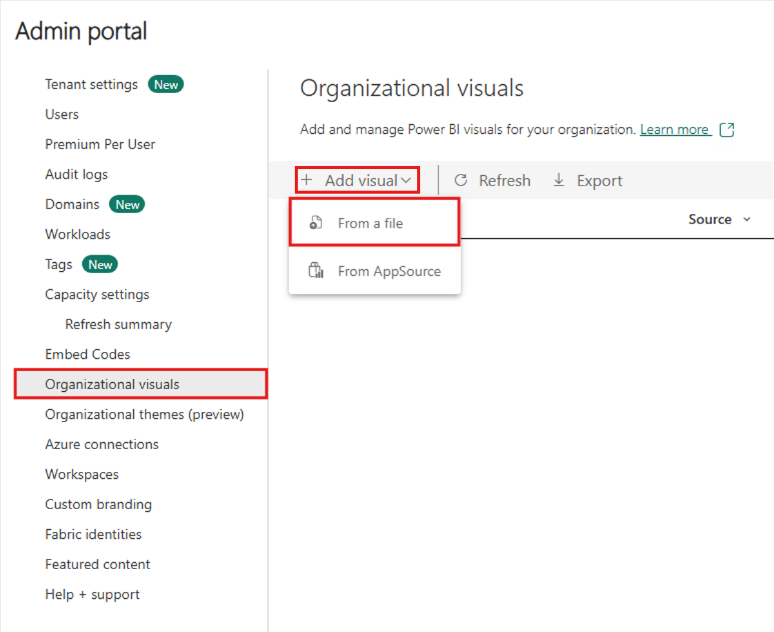 Admin portal
Tenant settings New
Users
Premium Per User
Audit logs
Domains New
Workloads
Tags New
Capacity settings
Refresh summary
Embed Codes
Organizational visuals
Organizational themes (preview)
Azure connections
Workspaces
Custom branding
Fabric identities
Featured content
Help + support
Organizational visuals
Add and manage Power BI visuals for your organization. Learn more
+ Add visual Refresh Export
From a file
Source
From AppSource